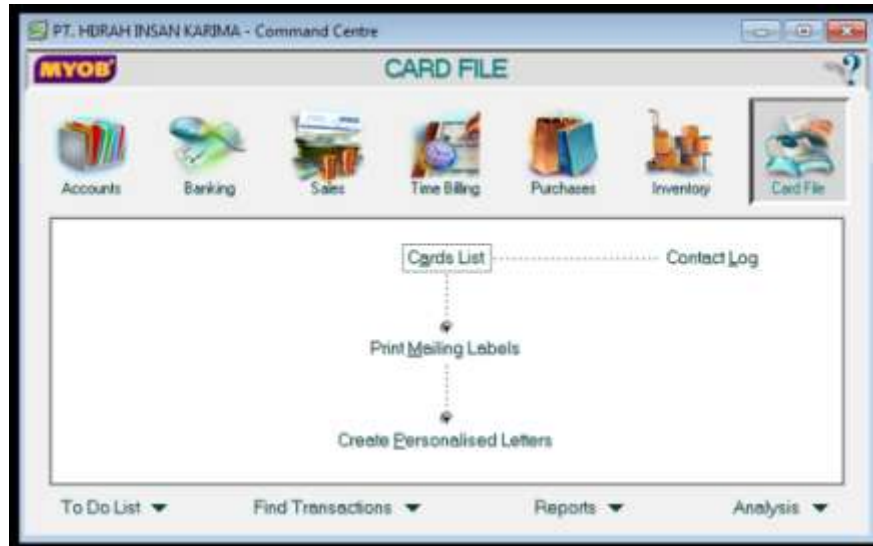 PT. HIJRAH INSAN KARIMA - Command Centre
MYOB
CARD FILE
Accounts
Banking
Sales
Time Billing
Purchases
Inventory
Card File
Cards List
Contact Log
Print Mailing Labels
Create Personalised Letters
To Do List
Find Transactions
Reports
Analysis